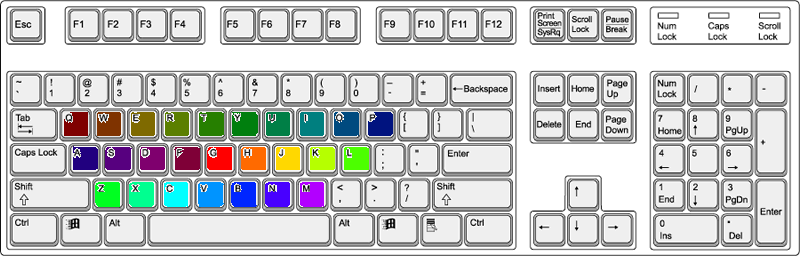 Esc F1 F2 F3 F4 F5 F6 F7 F8 F9 F10 F11 F12 Print Screen SysRq Scroll Lock Pause Break Num Lock Caps Lock Scroll Lock
~ ` ! 1 @ 2 # 3 $ 4 % 5 ^ 6 & 7 * 8 ( 9 ) 0 – - + = ←Backspace Insert Home Page Up Num Lock / * -
Tab Q W E R T Y U I O P { [ } ] | \ Delete End Page Down 7 Home 8 ↑ 9 PgUp +
Caps Lock A S D F G H J K L : ; " , Enter 4 ← 5 6 →
Shift ⇧ Z X C V B N M < , > . ? / Shift ⇧ ↑ 1 End 2 ↓ 3 PgDn Enter
Ctrl Alt Alt Ctrl ← ↓ → 0 Ins * Del